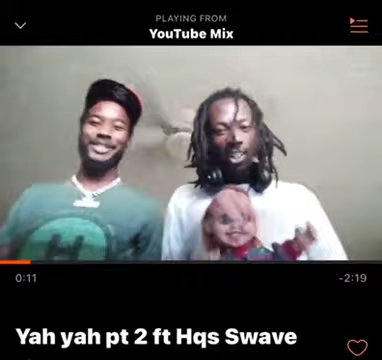 PLAYING FROM
YouTube Mix
0:11
-2:19
Yah yah pt 2 ft Hqs Swave